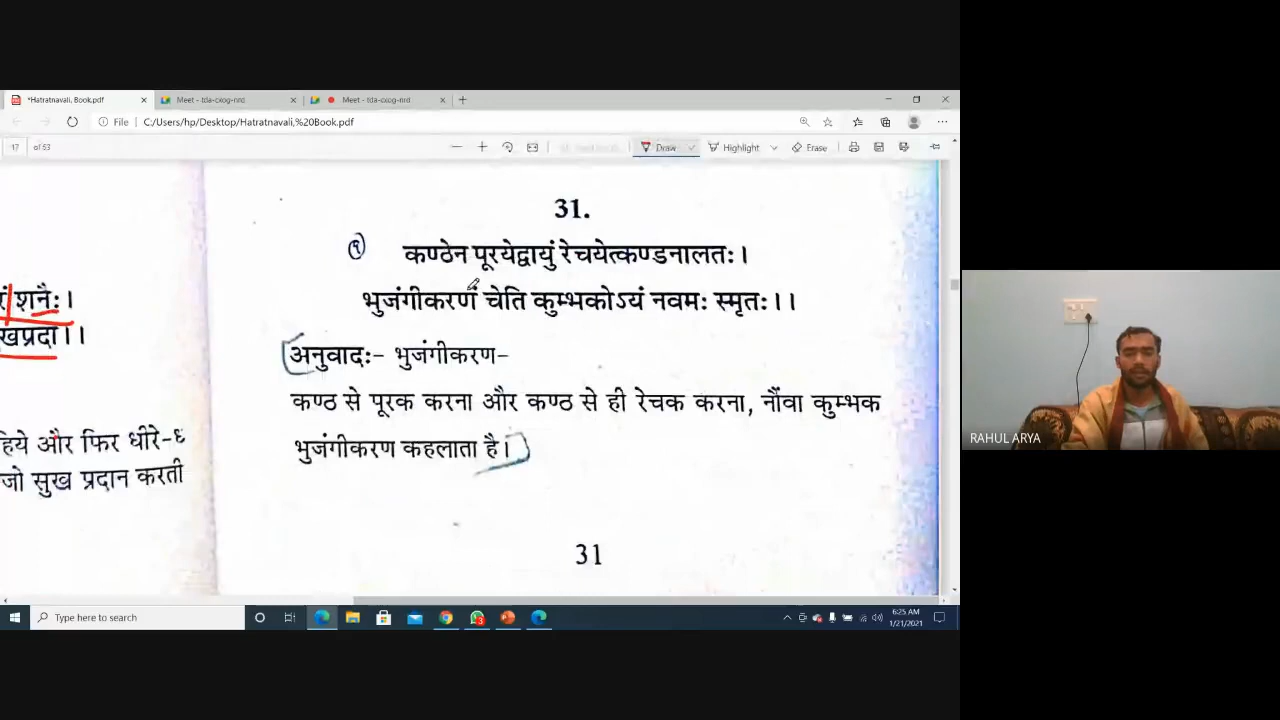 *Hatratnavali, Book.pdf
Meet - tda-cxog-nrd
Meet - tda-cxog-nrd
File
C:/Users/hp/Desktop/Hatratnavali,%20Book.pdf
17 of 53
Draw
Highlight
Erase
शनैः।
खप्रदा।।
हिये और फिर धीरे-६
जो सुख प्रदान करती
31.
कण्ठेन पूरयेद्वायुं रेचयेत्कण्डनालतः।
भुजंगीकरणं चेति कुम्भकोऽयं नवमः स्मृतः।।
अनुवादः- भुजंगीकरण-
कण्ठ से पूरक करना और कण्ठ से ही रेचक करना, नौंवा कुम्भक
भुजंगीकरण कहलाता है।
31
RAHUL ARYA
Type here to search
3
6:25 AM
1/21/2021